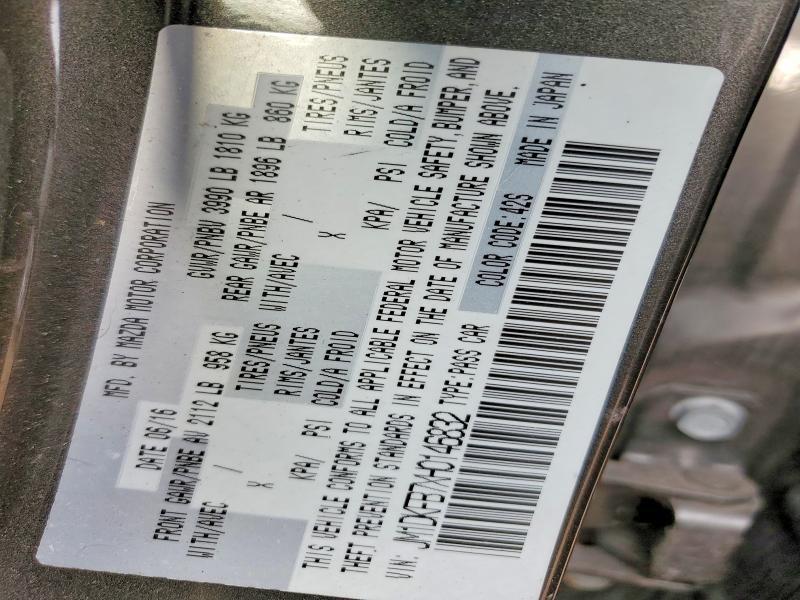 MFD. BY MAZDA MOTOR CORPORATION
DATE 06/16 GVWR/PNBV 3990 LB 1810 KG
FRONT GAWR/PNBE AV 2112 LB 958 KG REAR GAWR/PNBE AR 1896 LB 860 KG
WITH/AVEC / TIRES/PNEUS WITH/AVEC / TIRES/PNEUS
X RIMS/JANTES X RIMS/JANTES
KPA/ PSI COLD/A FROID KPA/ PSI COLD/A FROID
THIS VEHICLE CONFORMS TO ALL APPLICABLE FEDERAL MOTOR VEHICLE SAFETY, BUMPER, AND
THEFT PREVENTION STANDARDS IN EFFECT ON THE DATE OF MANUFACTURE SHOWN ABOVE.
VIN: TYPE: PASS CAR COLOR CODE: 42S MADE IN JAPAN